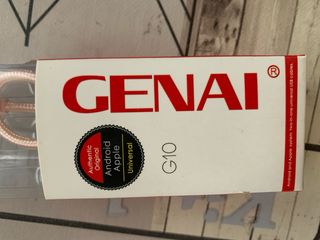 GENAI®
Authentic
Original
Android
Apple
Universal
G10